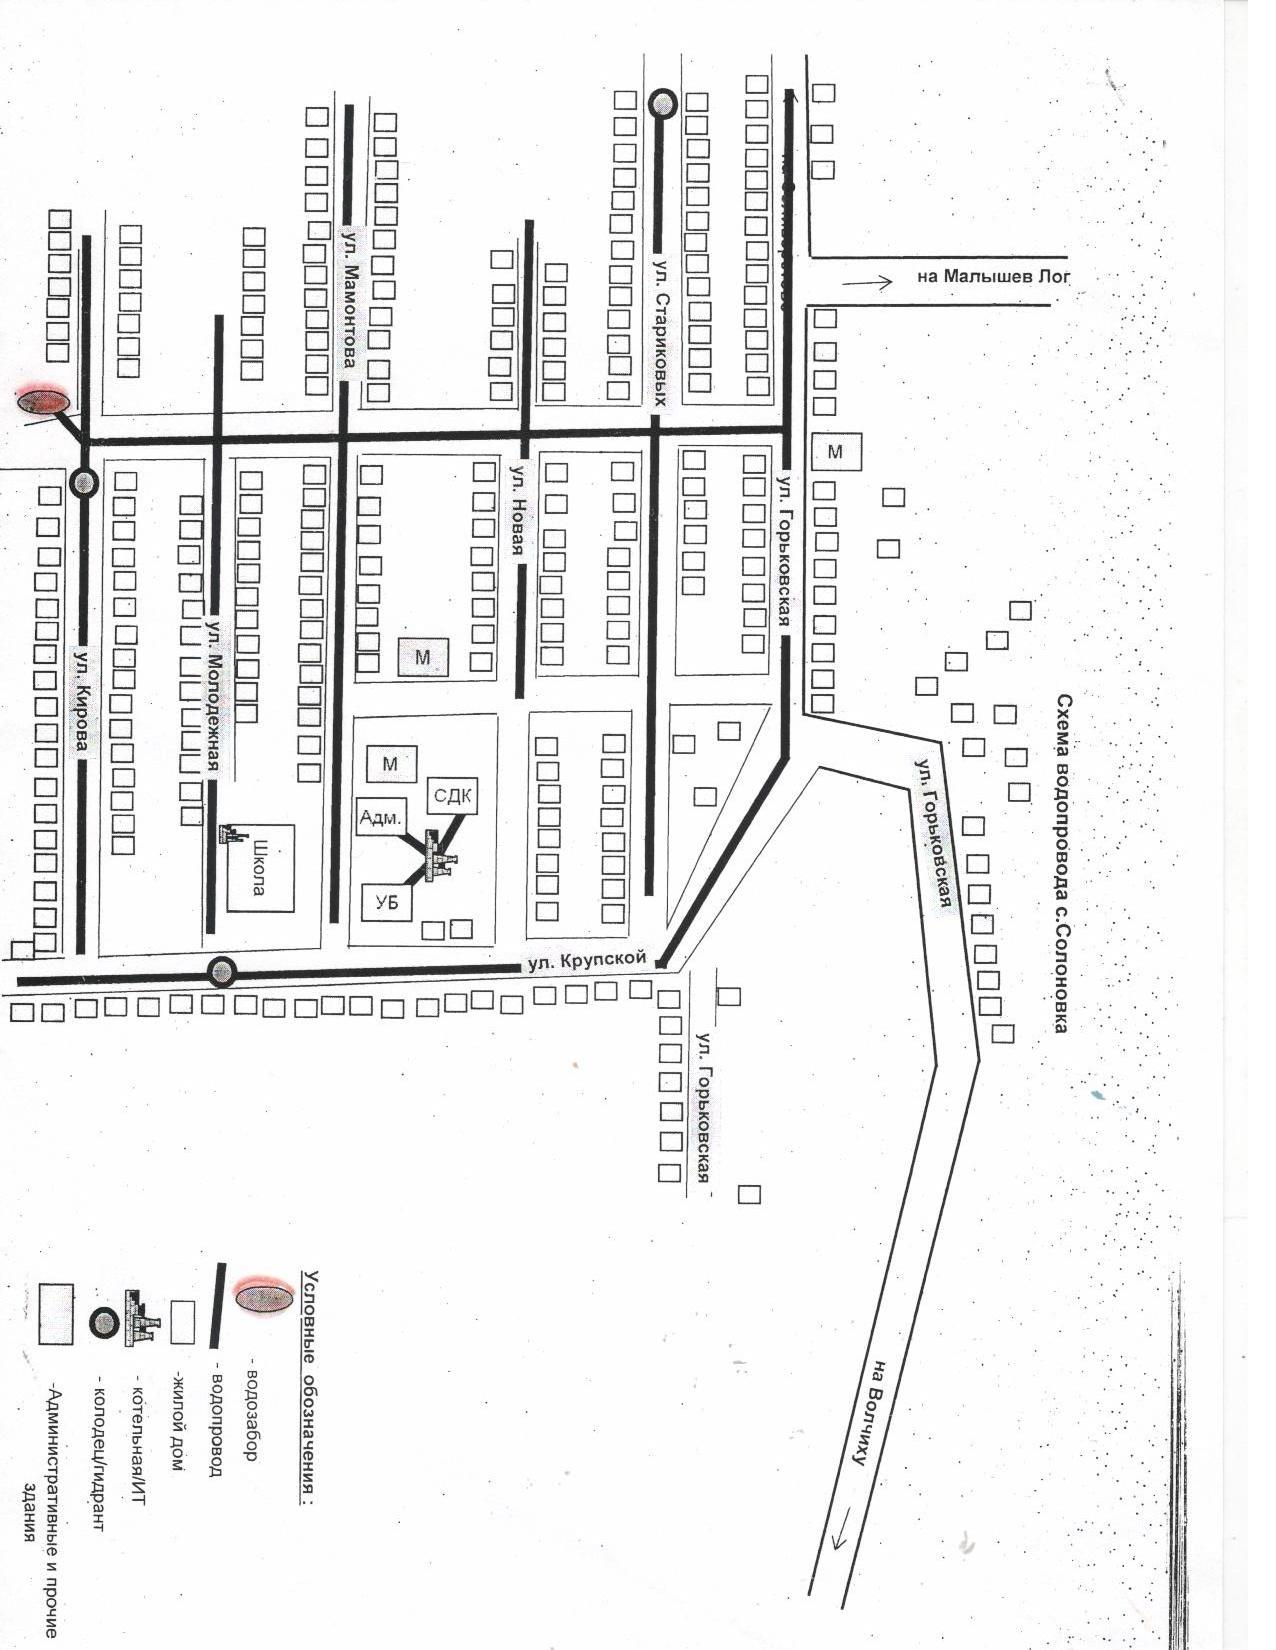 Схема водопровода с.Солоновка
на Малышев Лог
ул. Горьковская
на Волчиху
М
ул. Горьковская
ул. Стариковых
ул. Горьковская -
ул. Новая
ул. Крупской
М
СДК
М
Адм.
УБ
ул. Мамонтова
Школа
ул. Молодежная
ул. Кирова
Условные обозначения :
- водозабор
- водопровод
-жилой дом
- котельная/ИТ
- колодец/гидрант
-Административные и прочие
здания